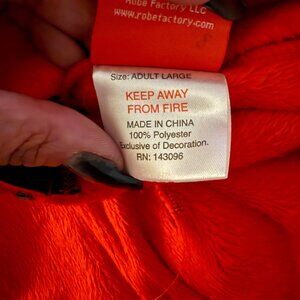 Robe Factory LLC
www.robefactory.com
Size: ADULT LARGE
KEEP AWAY
FROM FIRE
MADE IN CHINA
100% Polyester
Exclusive of Decoration.
RN: 143096